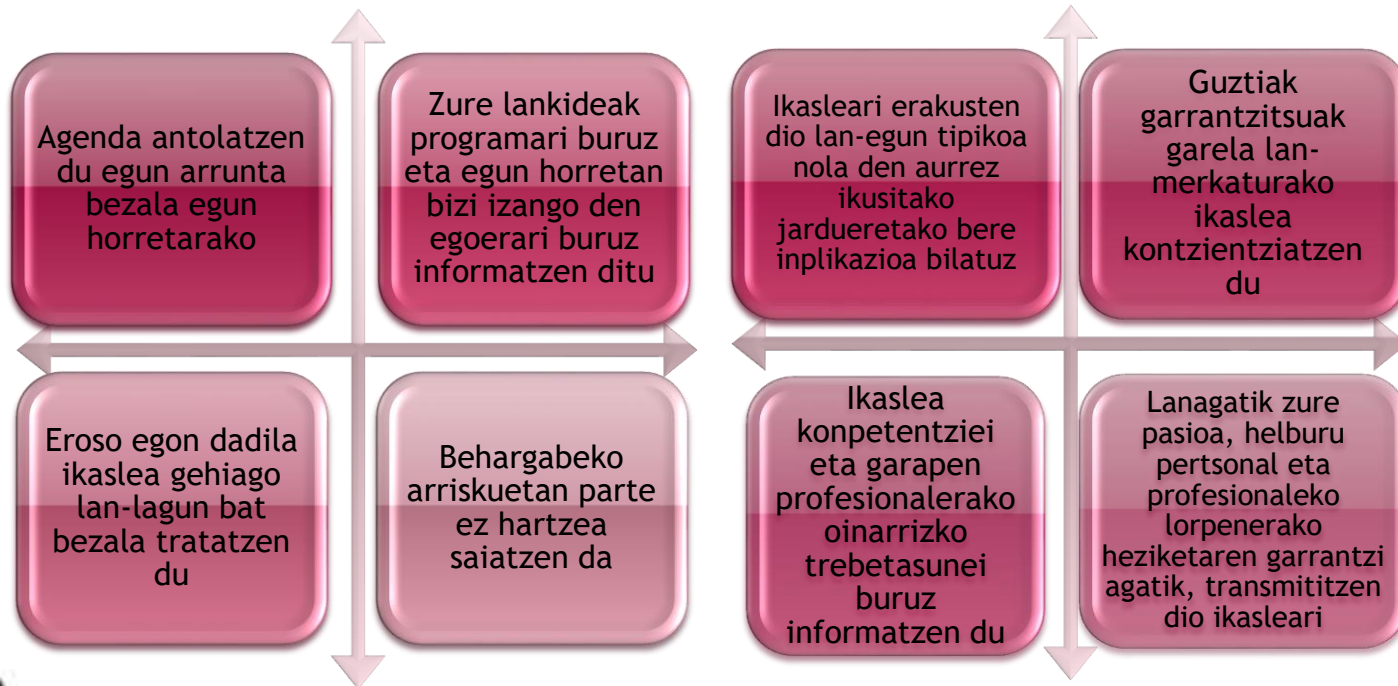 Agenda antolatzen
du egun arrunta
bezala egun
horretarako
Zure lankideak
programari buruz
eta egun horretan
bizi izango den
egoerari buruz
informatzen ditu
Eroso egon dadila
ikaslea gehiago
lan-lagun bat
bezala tratatzen
du
Behargabeko
arriskuetan parte
ez hartzea
saiatzen da
Ikasleari erakusten
dio lan-egun tipikoa
nola den aurrez
ikusitako
jardueretako bere
inplikazioa bilatuz
Guztiak
garrantzitsuak
garela lan-
merkaturako
ikaslea
kontzientziatzen
du
Ikaslea
konpetentziei
eta garapen
profesionalerako
oinarrizko
trebetasunei
buruz
informatzen du
Lanagatik zure
pasioa, helburu
pertsonal eta
profesionaleko
lorpenerako
heziketaren garrantzi
agatik, transmititzen
dio ikasleari